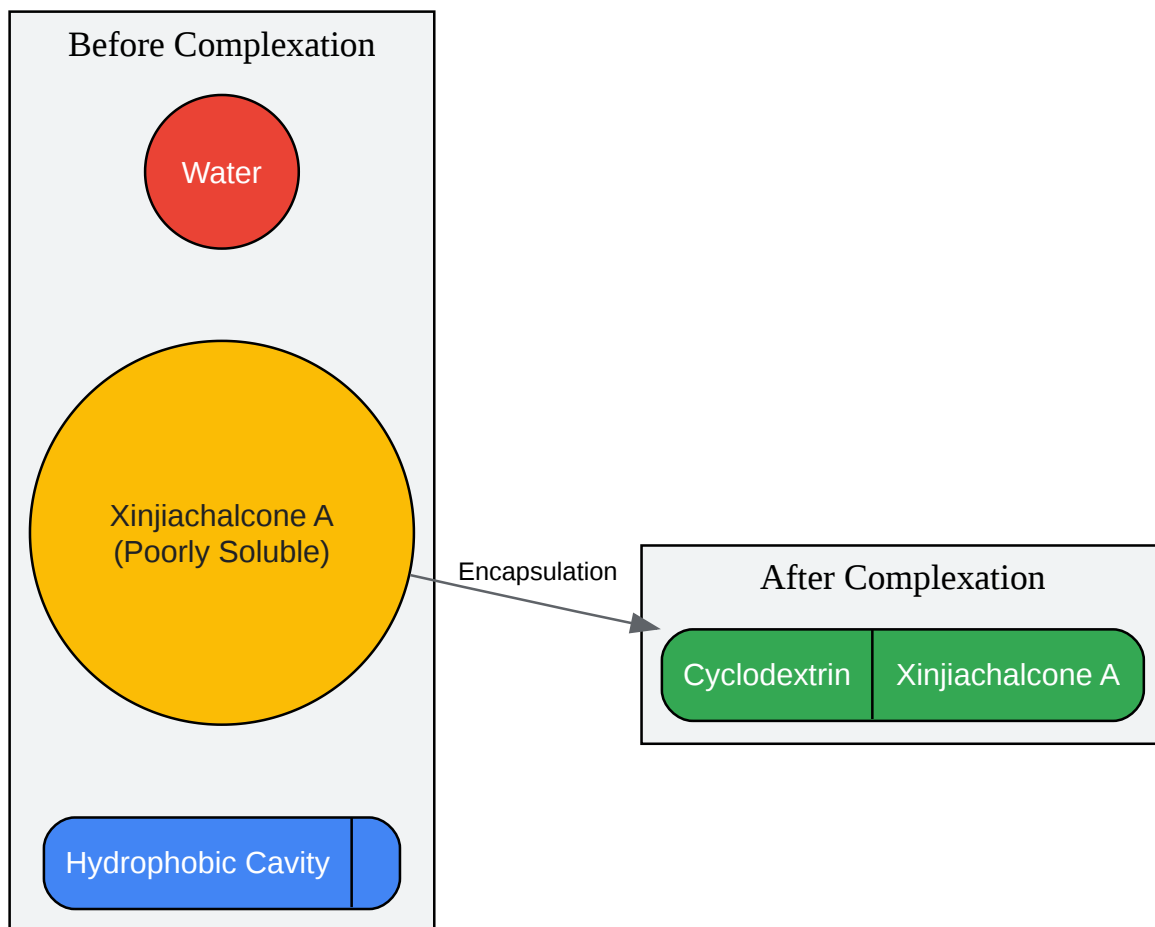 Before Complexation
Water
Xinjiachalcone A
(Poorly Soluble)
Hydrophobic Cavity
Encapsulation
After Complexation
Cyclodextrin
Xinjiachalcone A